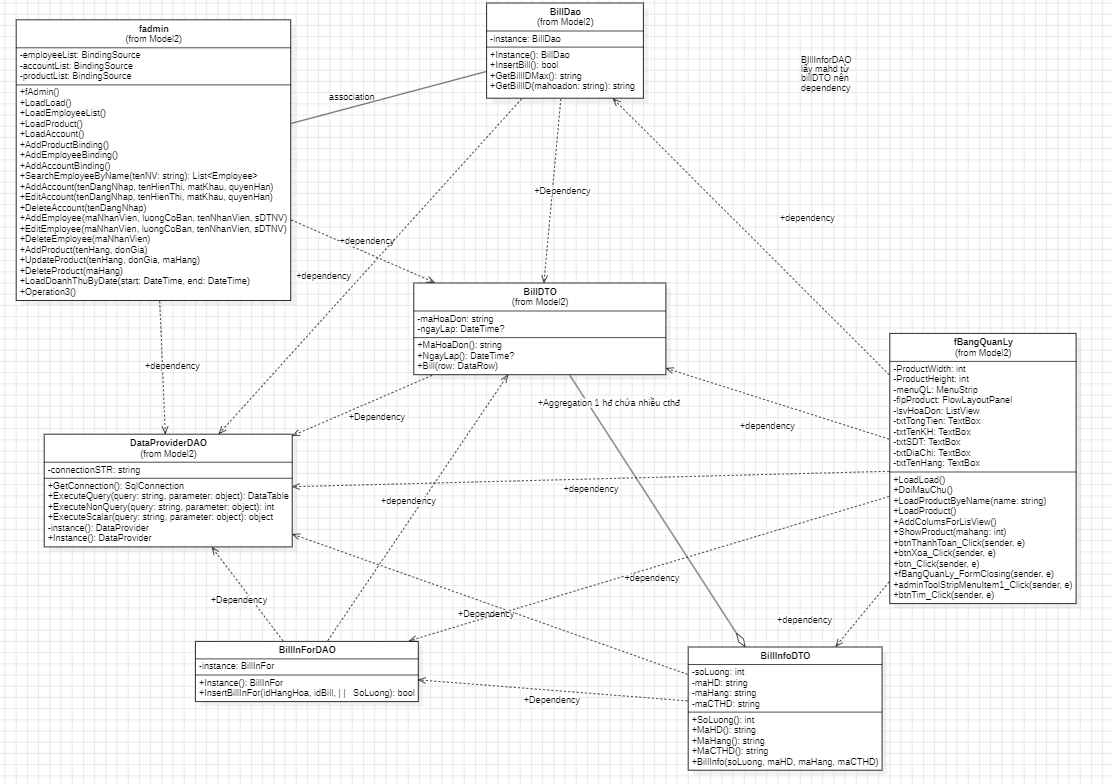 fadmin
(from Model2)
-employeeList: BindingSource
-accountList: BindingSource
-productList: BindingSource
+fAdmin()
+LoadLoad()
+LoadEmployeeList()
+LoadProduct()
+LoadAccount()
+AddProductBinding()
+AddEmployeeBinding()
+AddAccountBinding()
+SearchEmployeeByName(tenNV: string): List<Employee>
+AddAccount(tenDangNhap, tenHienThi, matKhau, quyenHan)
+EditAccount(tenDangNhap, tenHienThi, matKhau, quyenHan)
+DeleteAccount(tenDangNhap)
+AddEmployee(maNhanVien, luongCoBan, tenNhanVien, sDTNV)
+EditEmployee(maNhanVien, luongCoBan, tenNhanVien, sDTNV)
+DeleteEmployee(maNhanVien)
+AddProduct(tenHang, donGia)
+UpdateProduct(tenHang, donGia, maHang)
+DeleteProduct(maHang)
+LoadDoanhThuByDate(start: DateTime, end: DateTime)
+Operation3()
association
BillDao
(from Model2)
-instance: BillDao
+Instance(): BillDao
+InsertBill(): bool
+GetBillIDMax(): string
+GetBillID(mahoadon: string): string
BillInforDAO
lấy mahd từ
billDTO nên
dependency
+Dependency
+dependency
+dependency
+dependency
+dependency
BillDTO
(from Model2)
-maHoaDon: string
-ngayLap: DateTime?
+MaHoaDon(): string
+NgayLap(): DateTime?
+Bill(row: DataRow)
fBangQuanLy
(from Model2)
-ProductWidth: int
-ProductHeight: int
-menuQL: MenuStrip
-flpProduct: FlowLayoutPanel
-lsvHoaDon: ListView
-txtTongTien: TextBox
-txtTenKH: TextBox
-txtSDT: TextBox
-txtDiaChi: TextBox
-txtTenHang: TextBox
+LoadLoad()
+DoiMauChu()
+LoadProductByeName(name: string)
+LoadProduct()
+AddColumsForLisView()
+ShowProduct(mahang: int)
+btnThanhToan_Click(sender, e)
+btnXoa_Click(sender, e)
+btn_Click(sender, e)
+fBangQuanLy_FormClosing(sender, e)
+adminToolStripMenuItem1_Click(sender, e)
+btnTim_Click(sender, e)
+Aggregation 1 hđ chứa nhiều cthđ
+Dependency
+dependency
DataProviderDAO
(from Model2)
-connectionSTR: string
+GetConnection(): SqlConnection
+ExecuteQuery(query: string, parameter: object): DataTable
+ExecuteNonQuery(query: string, parameter: object): int
+ExecuteScalar(query: string, parameter: object): object
-instance(): DataProvider
+Instance(): DataProvider
+dependency
+dependency
+dependency
+Dependency
+Dependency
+dependency
BillInForDAO
-instance: BillInFor
+Instance(): BillInFor
+InsertBillInFor(idHangHoa, idBill, | | SoLuong): bool
+Dependency
BillInfoDTO
-soLuong: int
-maHD: string
-maHang: string
-maCTHD: string
+SoLuong(): int
+MaHD(): string
+MaHang(): string
+MaCTHD(): string
+BillInfo(soLuong, maHD, maHang, maCTHD)